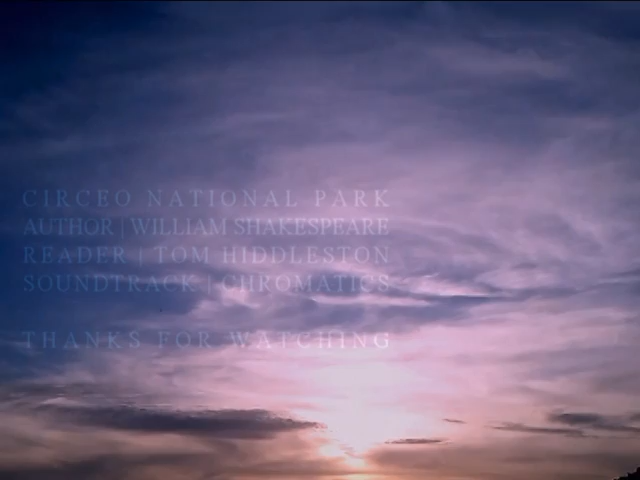 CIRCEO NATIONAL PARK
AUTHOR | WILLIAM SHAKESPEARE
READER | TOM HIDDLESTON
SOUNDTRACK | CHROMATICS
THANKS FOR WATCHING